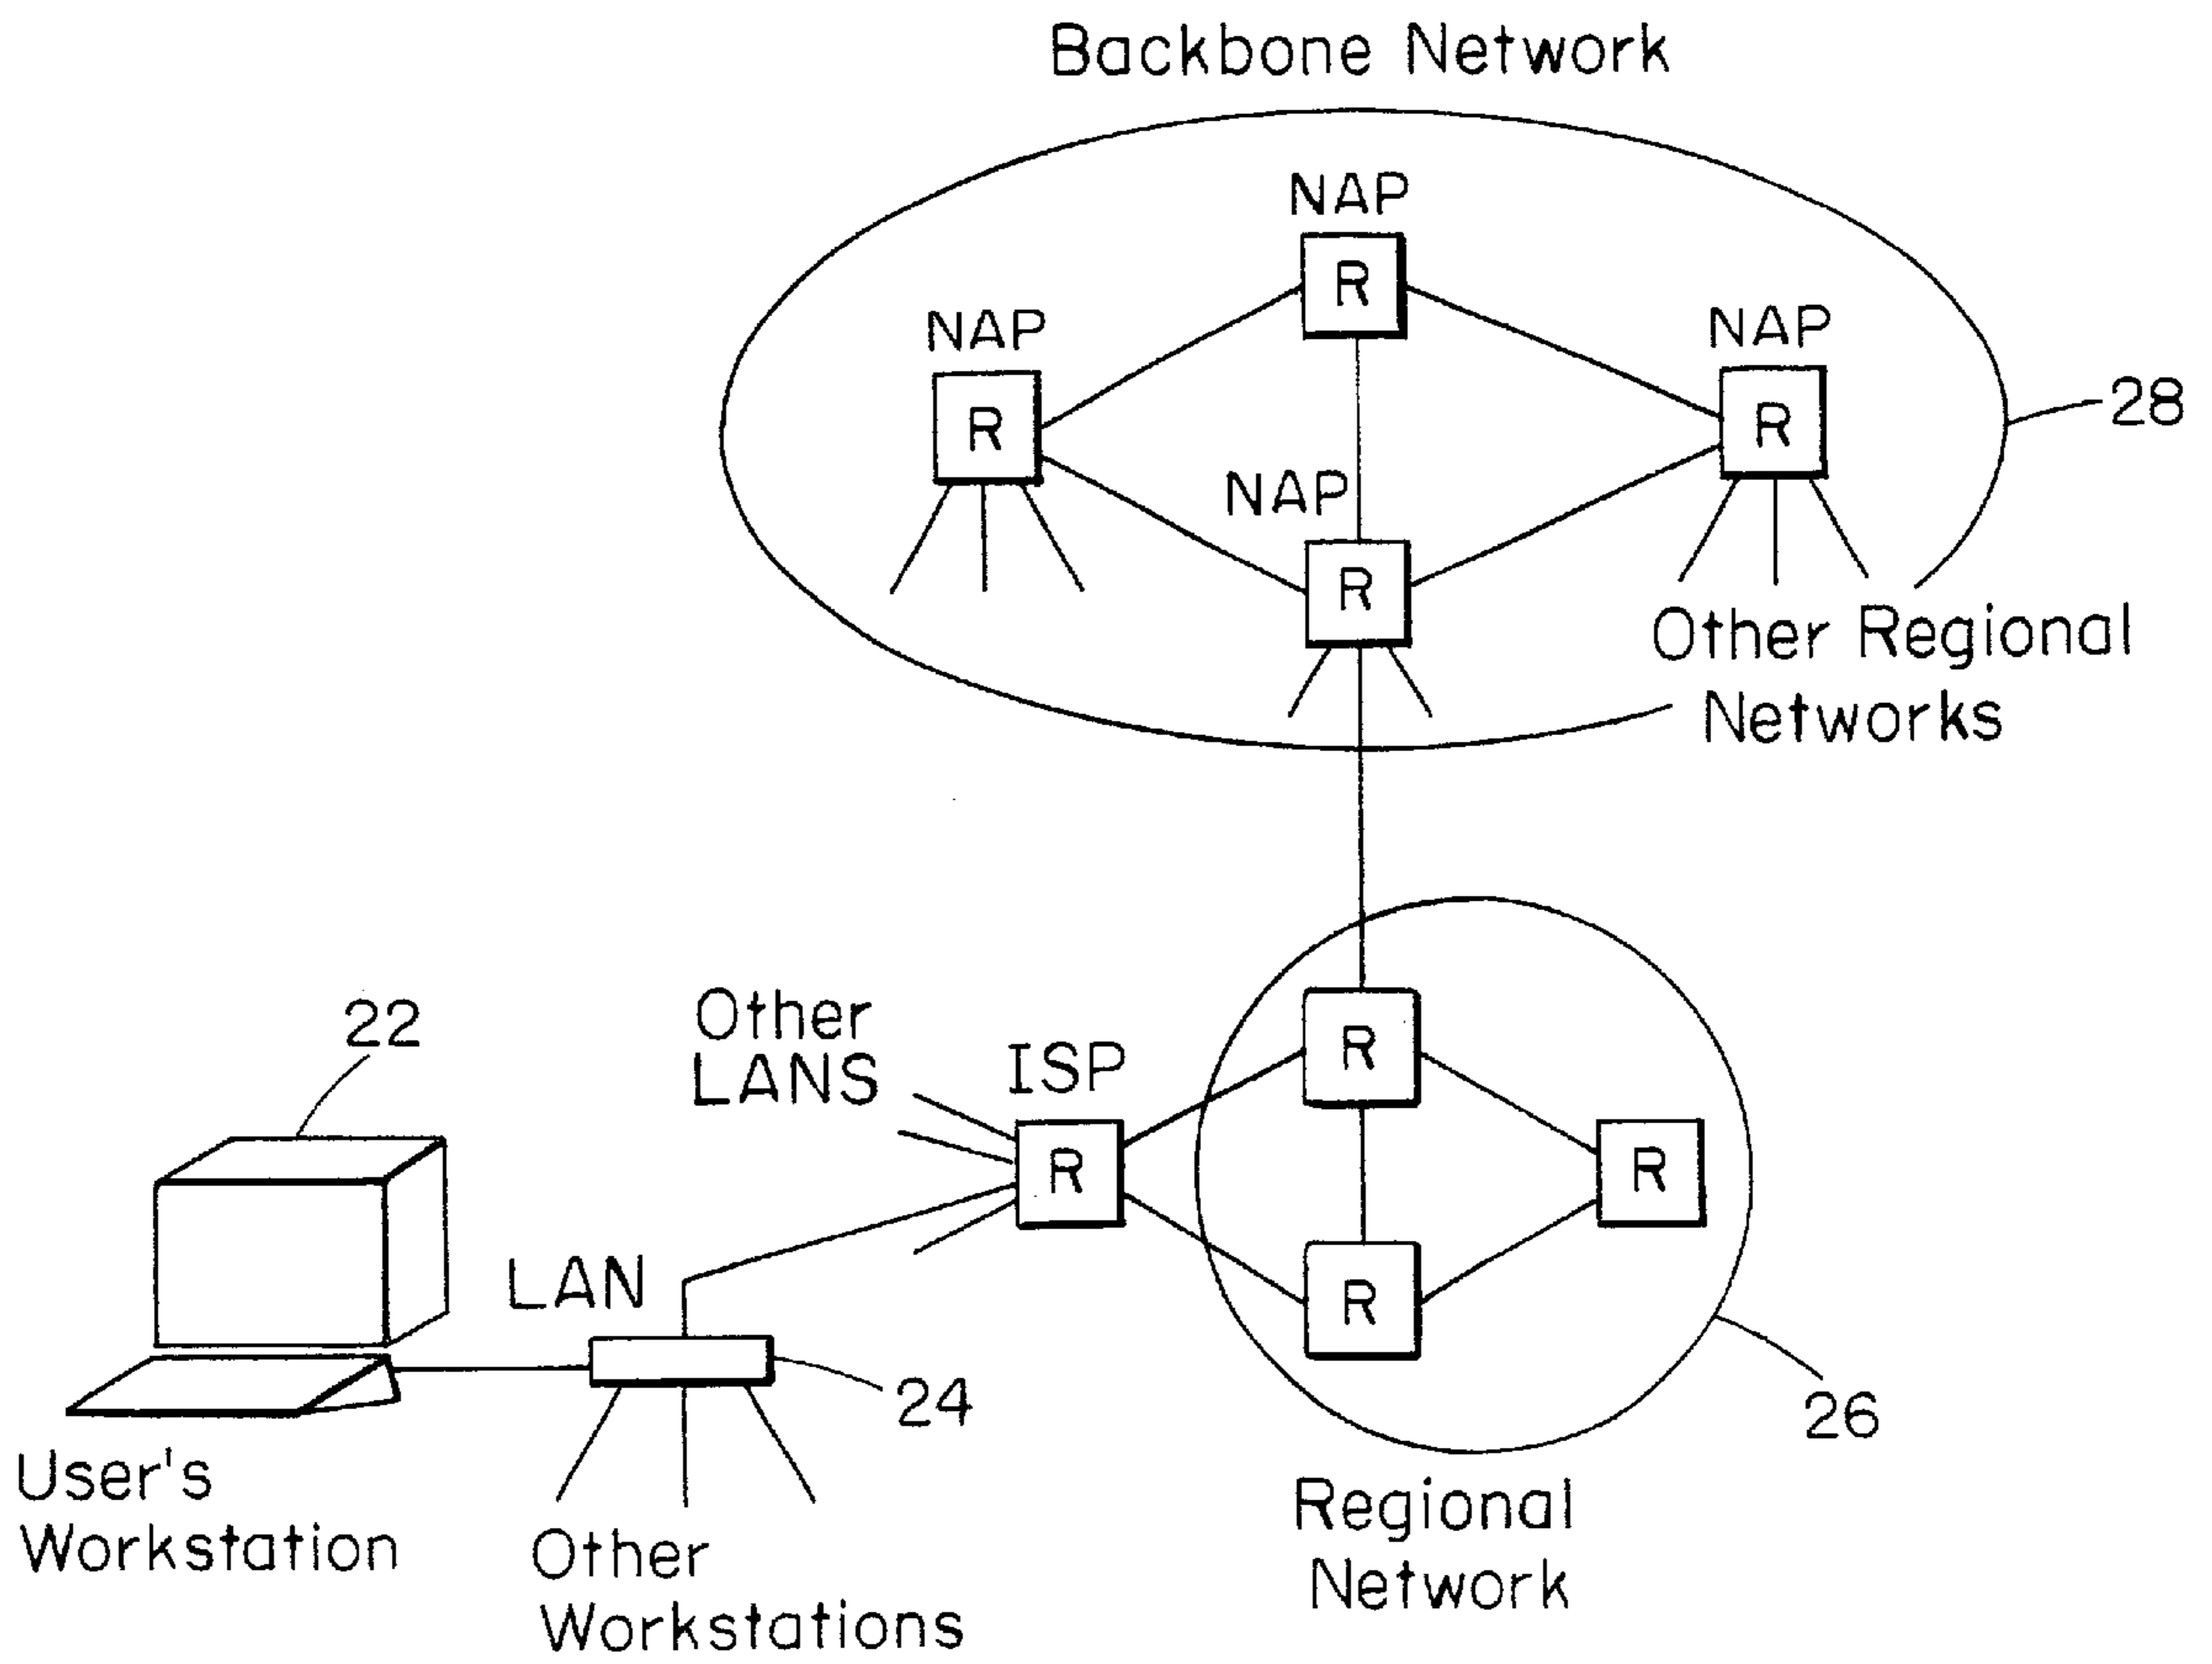 Backbone Network
NAP
R
NAP
R
NAP
R
28
NAP
R
Other Regional
Networks
22
Other
LANS
ISP
R
R
R
R
LAN
24
26
User's
Workstation
Other
Workstations
Regional
Network